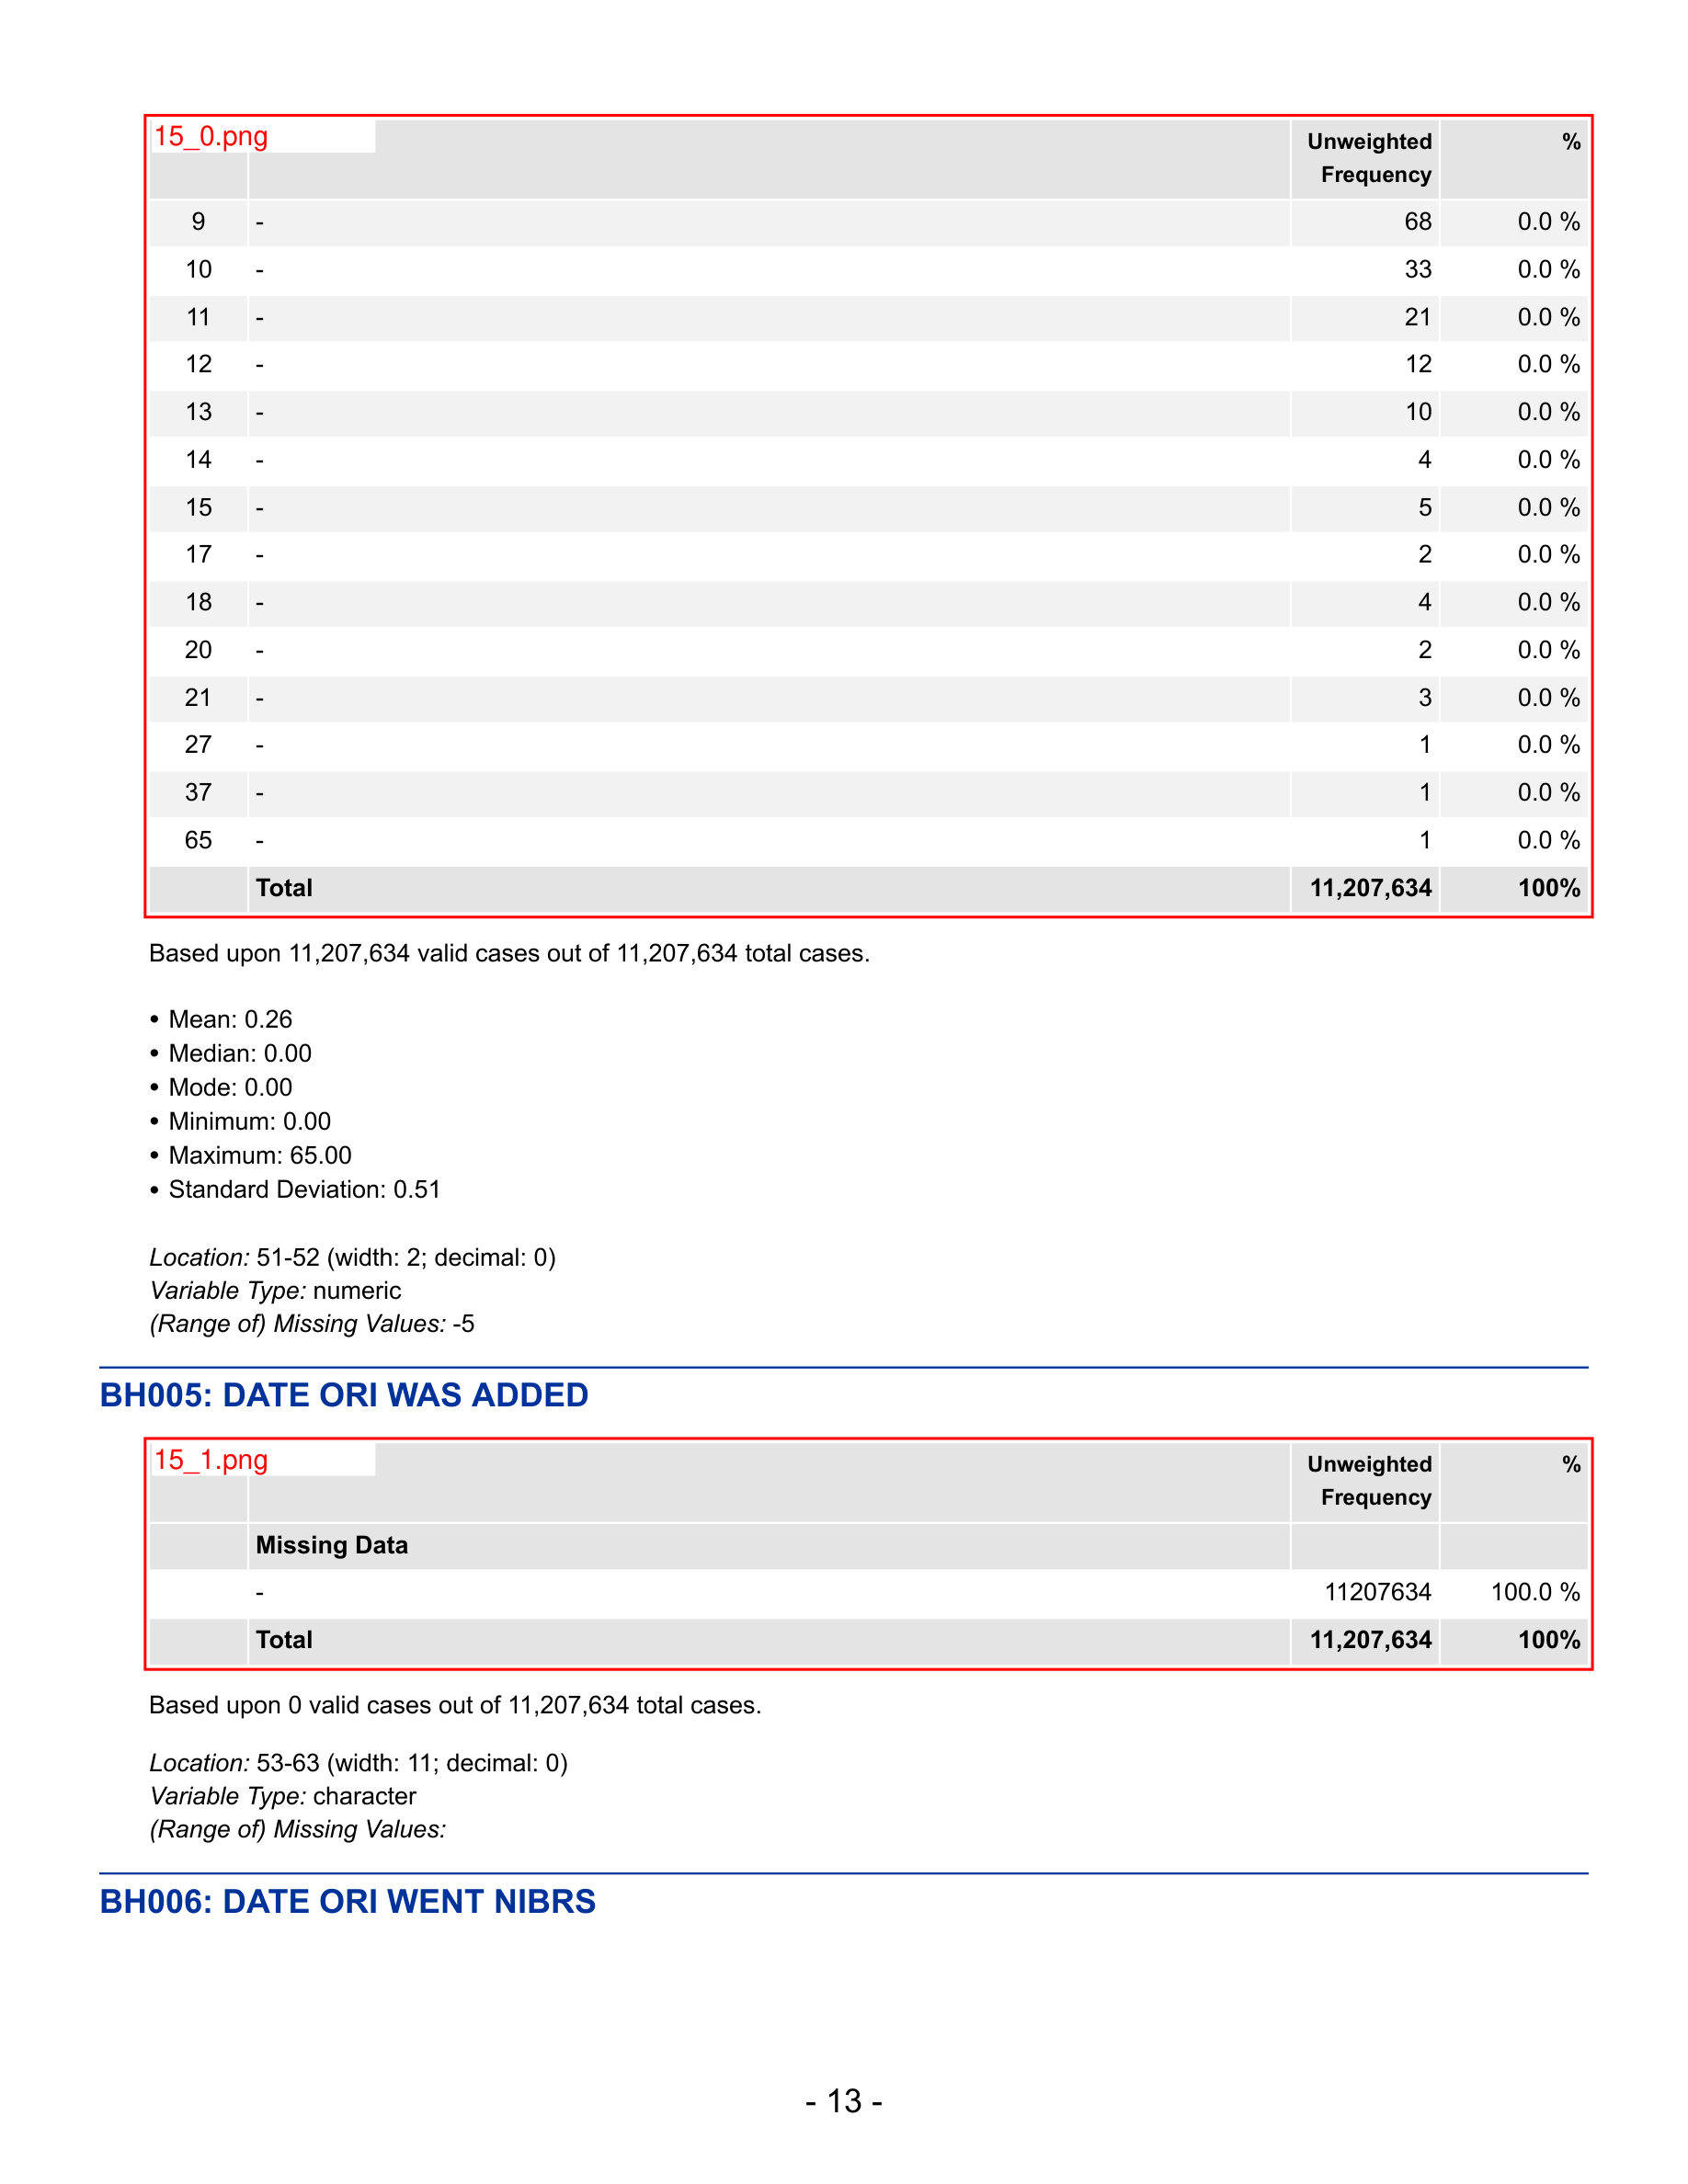 15_0.png
Unweighted Frequency %
9 - 68 0.0 %
10 - 33 0.0 %
11 - 21 0.0 %
12 - 12 0.0 %
13 - 10 0.0 %
14 - 4 0.0 %
15 - 5 0.0 %
17 - 2 0.0 %
18 - 4 0.0 %
20 - 2 0.0 %
21 - 3 0.0 %
27 - 1 0.0 %
37 - 1 0.0 %
65 - 1 0.0 %
Total 11,207,634 100%
Based upon 11,207,634 valid cases out of 11,207,634 total cases.
• Mean: 0.26
• Median: 0.00
• Mode: 0.00
• Minimum: 0.00
• Maximum: 65.00
• Standard Deviation: 0.51
Location: 51-52 (width: 2; decimal: 0)
Variable Type: numeric
(Range of) Missing Values: -5
BH005: DATE ORI WAS ADDED
15_1.png
Unweighted Frequency %
Missing Data
- 11207634 100.0 %
Total 11,207,634 100%
Based upon 0 valid cases out of 11,207,634 total cases.
Location: 53-63 (width: 11; decimal: 0)
Variable Type: character
(Range of) Missing Values:
BH006: DATE ORI WENT NIBRS
- 13 -